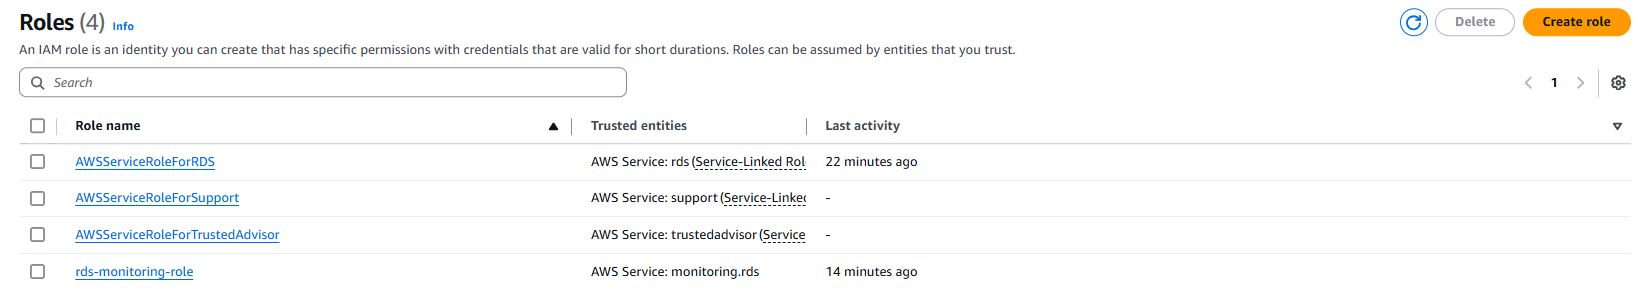 Roles (4) Info
Delete
Create role
An IAM role is an identity you can create that has specific permissions with credentials that are valid for short durations. Roles can be assumed by entities that you trust.
Search
1
Role name Trusted entities Last activity
AWSServiceRoleForRDS AWS Service: rds (Service-Linked Rol 22 minutes ago
AWSServiceRoleForSupport AWS Service: support (Service-Linked -
AWSServiceRoleForTrustedAdvisor AWS Service: trustedadvisor (Service -
rds-monitoring-role AWS Service: monitoring.rds 14 minutes ago